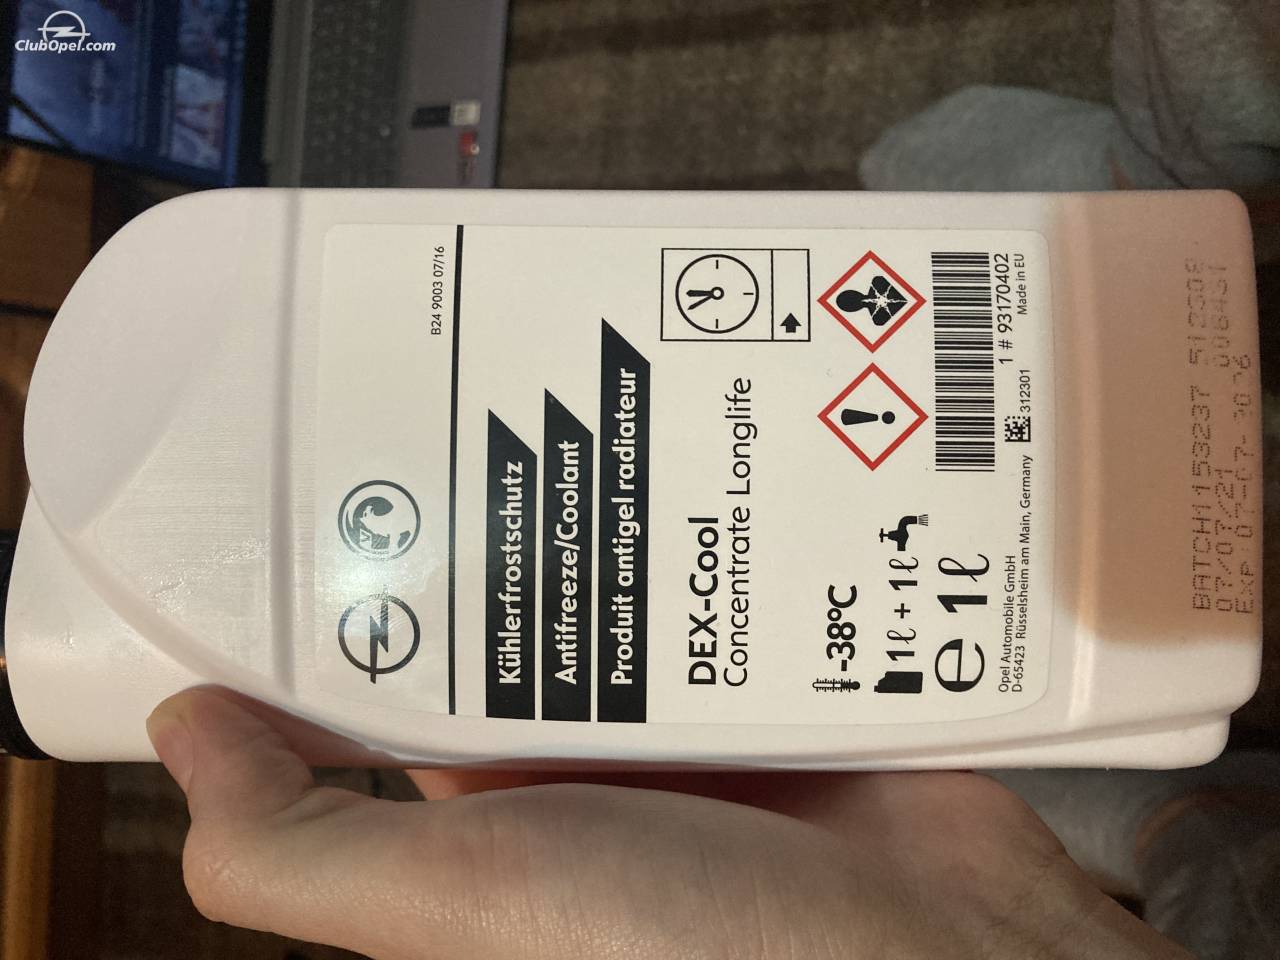 ClubOpel.com
B24 9003 07/16
Kühlerfrostschutz
Antifreeze/Coolant
Produit antigel radiateur
DEX-Cool
Concentrate Longlife
-38°C
1ℓ + 1ℓ
e 1ℓ
Opel Automobile GmbH
D-65423 Rüsselsheim am Main, Germany
312301
1 # 93170402
Made in EU
BATCH1153237 512308
07/07/21
EXP:07-07-2026